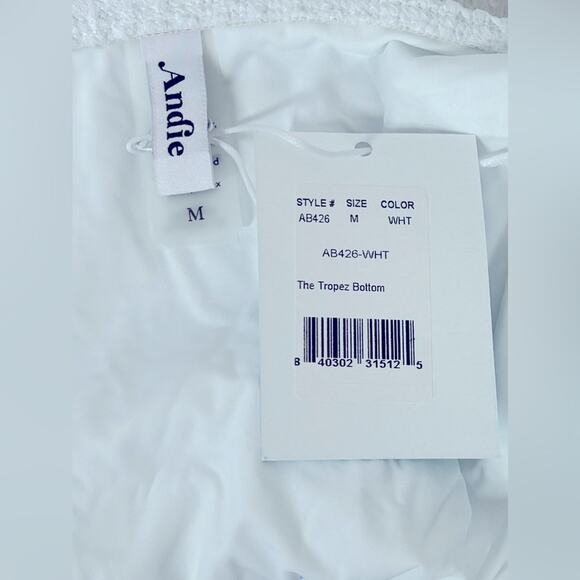 Andie
M
STYLE # SIZE COLOR
AB426 M WHT
AB426-WHT
The Tropez Bottom
8 40302 31512 5